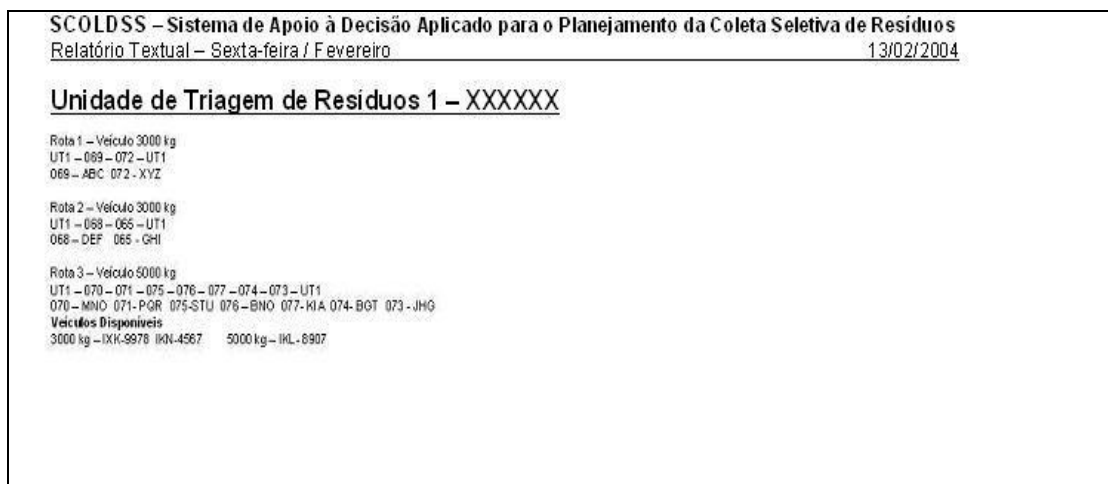 SCOLDSS – Sistema de Apoio à Decisão Aplicado para o Planejamento da Coleta Seletiva de Resíduos
Relatório Textual – Sexta-feira / Fevereiro 13/02/2004
Unidade de Triagem de Resíduos 1 – XXXXXX
Rota 1 – Veículo 3000 kg
UT1 – 069 – 072 – UT1
069 – ABC 072 - XYZ
Rota 2 – Veículo 3000 kg
UT1 – 068 – 065 – UT1
068 – DEF 065 - GHI
Rota 3 – Veículo 5000 kg
UT1 – 070 – 071 – 075 – 076 – 077 – 074 – 073 – UT1
070 – MNO 071- PQR 075-STU 076 – BNO 077- KIA 074- BGT 073 - JHG
Veículos Disponíveis
3000 kg – IXK-9978 IKN-4567 5000 kg – IKL - 8907